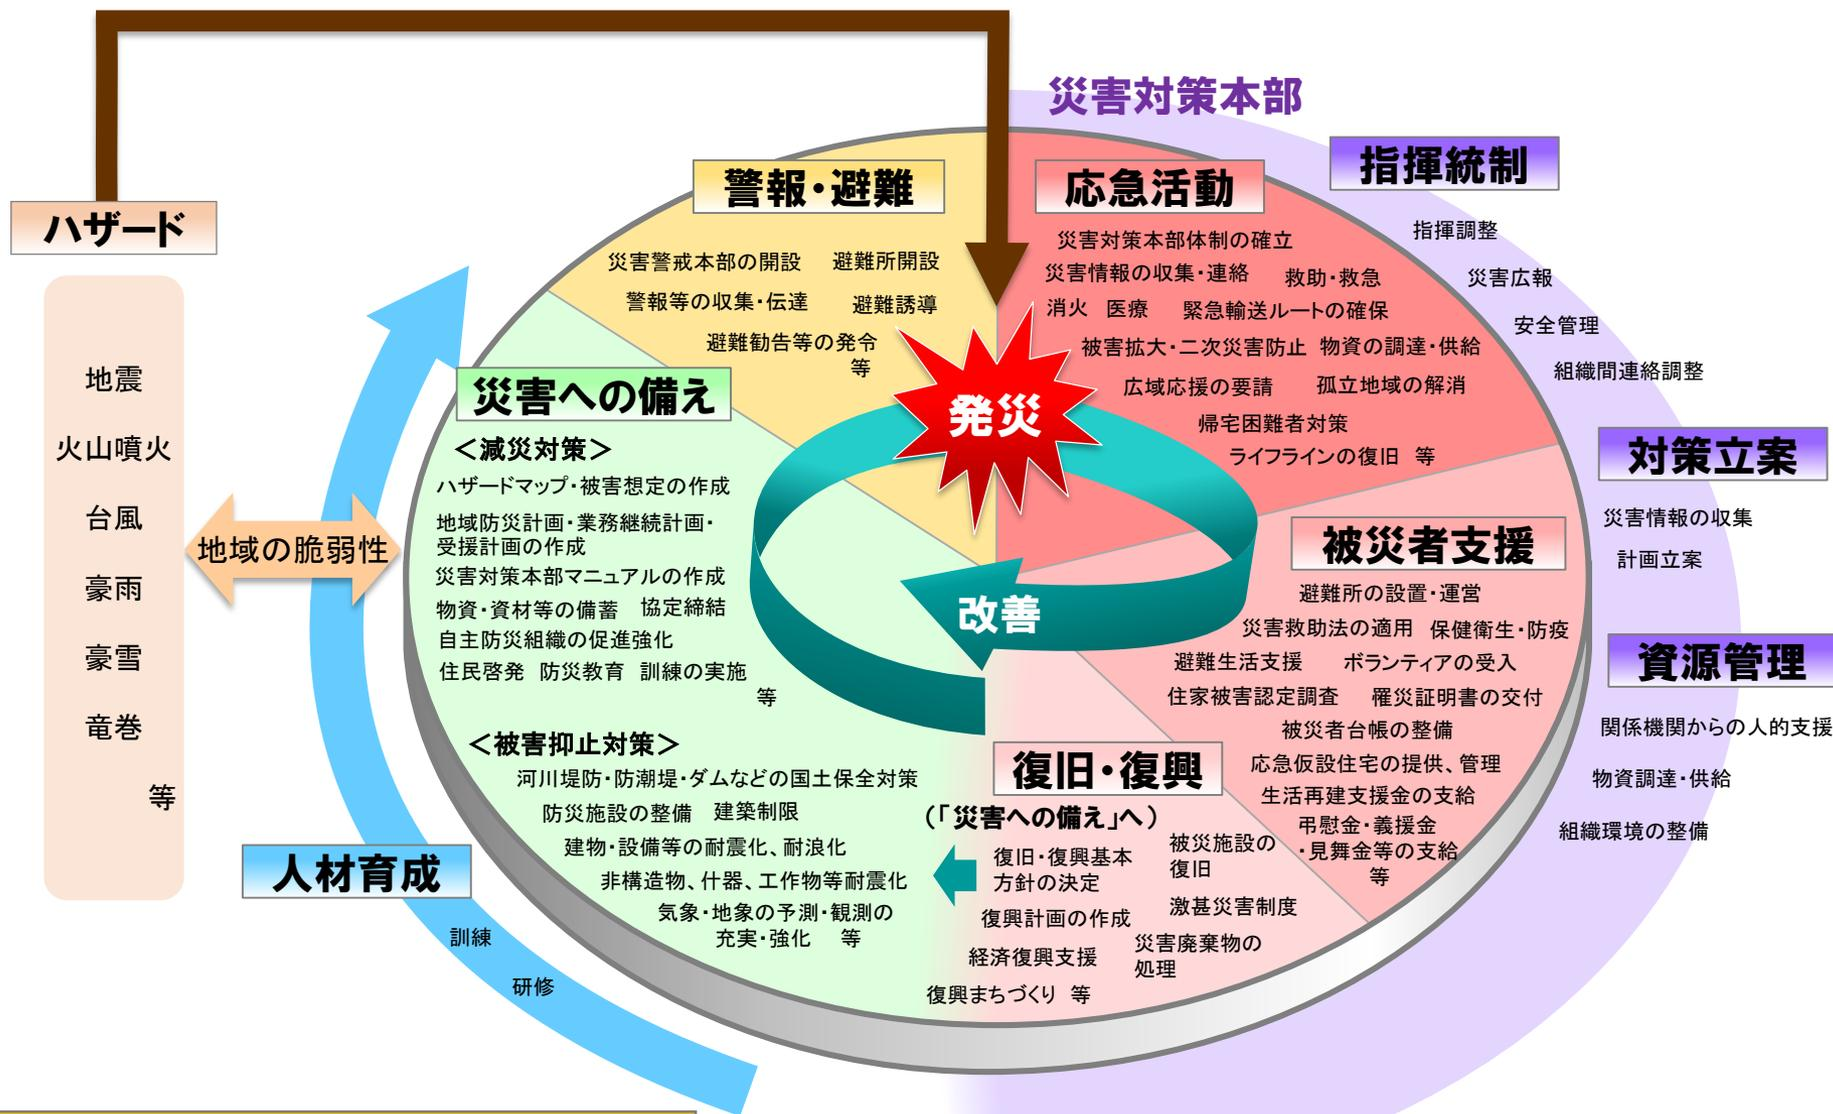 災害対策本部
ハザード
地震
火山噴火
台風
豪雨
豪雪
竜巻
等
地域の脆弱性
警報・避難
災害警戒本部の開設
避難所開設
警報等の収集・伝達
避難誘導
避難勧告等の発令
等
応急活動
災害対策本部体制の確立
災害情報の収集・連絡
救助・救急
消火
医療
緊急輸送ルートの確保
被害拡大・二次災害防止
物資の調達・供給
広域応援の要請
孤立地域の解消
帰宅困難者対策
ライフラインの復旧 等
発災
改善
災害への備え
＜減災対策＞
ハザードマップ・被害想定の作成
地域防災計画・業務継続計画・
受援計画の作成
災害対策本部マニュアルの作成
物資・資材等の備蓄
協定締結
自主防災組織の促進強化
住民啓発 防災教育 訓練の実施
等
＜被害抑止対策＞
河川堤防・防潮堤・ダムなどの国土保全対策
防災施設の整備
建築制限
建物・設備等の耐震化、耐浪化
非構造物、什器、工作物等耐震化
気象・地象の予測・観測の
充実・強化 等
被災者支援
避難所の設置・運営
災害救助法の適用
保健衛生・防疫
避難生活支援
ボランティアの受入
住家被害認定調査
罹災証明書の交付
被災者台帳の整備
応急仮設住宅の提供、管理
生活再建支援金の支給
弔慰金・義援金
・見舞金等の支給
等
復旧・復興
（「災害への備え」へ）
復旧・復興基本
方針の決定
被災施設の
復旧
復興計画の作成
激甚災害制度
経済復興支援
災害廃棄物の
処理
復興まちづくり 等
指揮統制
指揮調整
災害広報
安全管理
組織間連絡調整
対策立案
災害情報の収集
計画立案
資源管理
関係機関からの人的支援
物資調達・供給
組織環境の整備
人材育成
訓練
研修